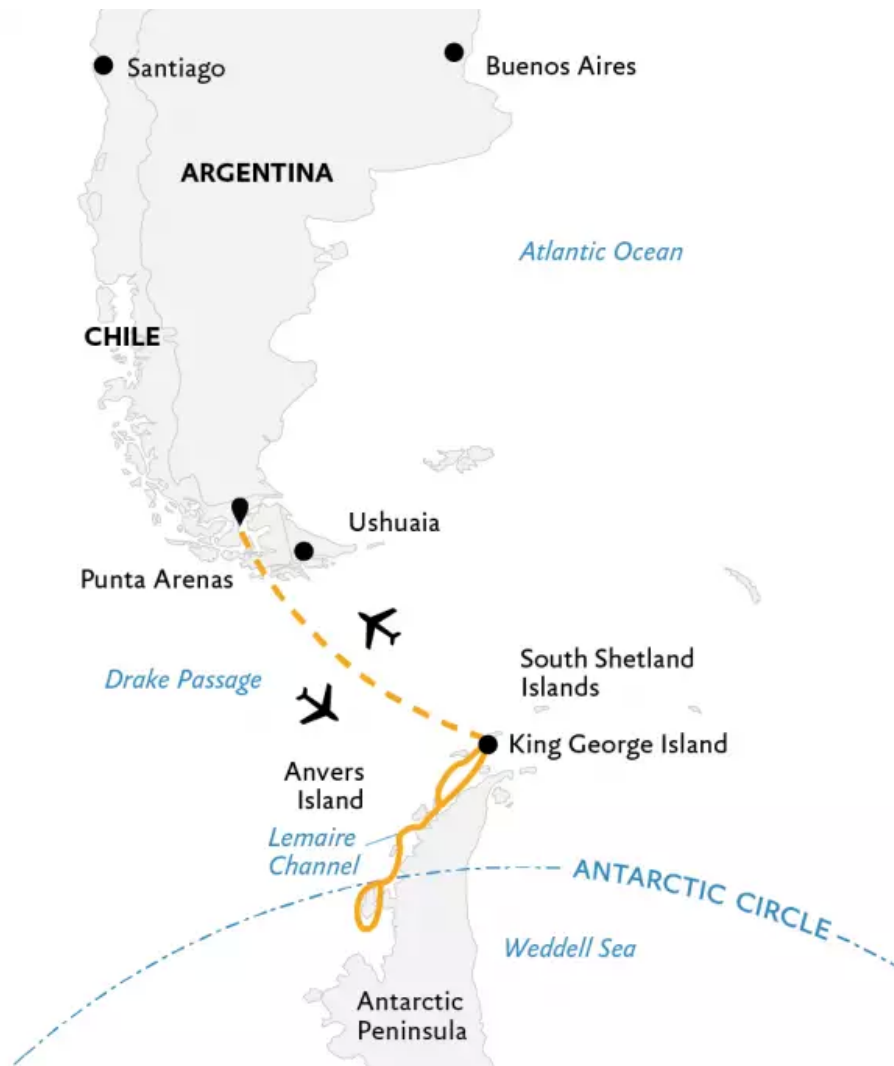 Santiago
Buenos Aires
ARGENTINA
Atlantic Ocean
CHILE
Ushuaia
Punta Arenas
Drake Passage
South Shetland
Islands
King George Island
Anvers
Island
Lemaire
Channel
ANTARCTIC CIRCLE
Weddell Sea
Antarctic
Peninsula